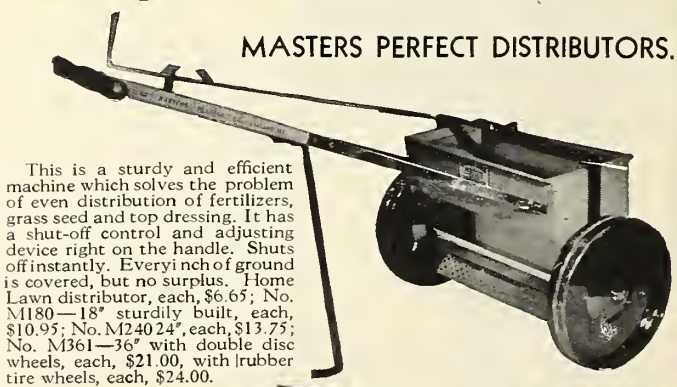 MASTERS PERFECT DISTRIBUTORS.
This is a sturdy and efficient
machine which solves the problem
of even distribution of fertilizers,
grass seed and top dressing. It has
a shut-off control and adjusting
device right on the handle. Shuts
off instantly. Everyi nch of ground
is covered, but no surplus. Home
Lawn distributor, each, $6.65; No.
M180—18″ sturdily built, each,
$10.95; No. M240 24″, each, $13.75;
No. M361—36″ with double disc
wheels, each, $21.00, with |rubber
tire wheels, each, $24.00.